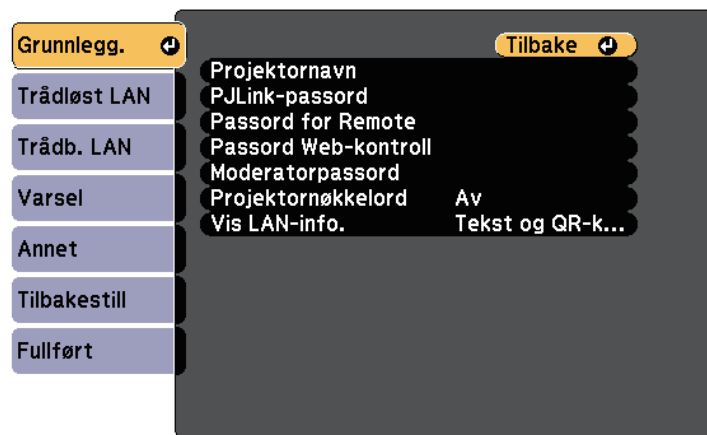 Grunnlegg.
Trådløst LAN
Trådb. LAN
Varsel
Annet
Tilbakestill
Fullført
Tilbake
Projektornavn
PJLink-passord
Passord for Remote
Passord Web-kontroll
Moderatorpassord
Projektornøkkelord Av
Vis LAN-info. Tekst og QR-k...